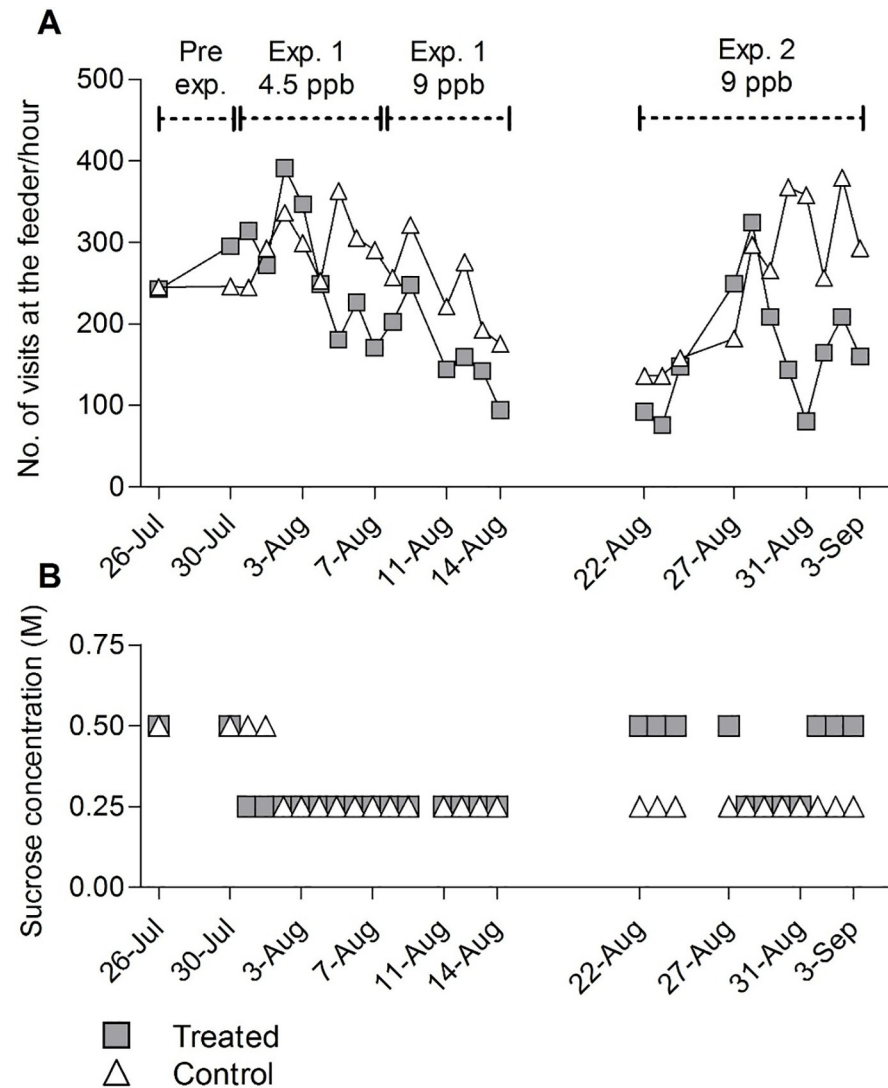 A
Pre
exp.
Exp. 1
4.5 ppb
Exp. 1
9 ppb
Exp. 2
9 ppb
No. of visits at the feeder/hour
500
400
300
200
100
0
26-Jul
30-Jul
3-Aug
7-Aug
11-Aug
14-Aug
22-Aug
27-Aug
31-Aug
3-Sep
B
Sucrose concentration (M)
0.75
0.50
0.25
0.00
26-Jul
30-Jul
3-Aug
7-Aug
11-Aug
14-Aug
22-Aug
27-Aug
31-Aug
3-Sep
Treated
Control